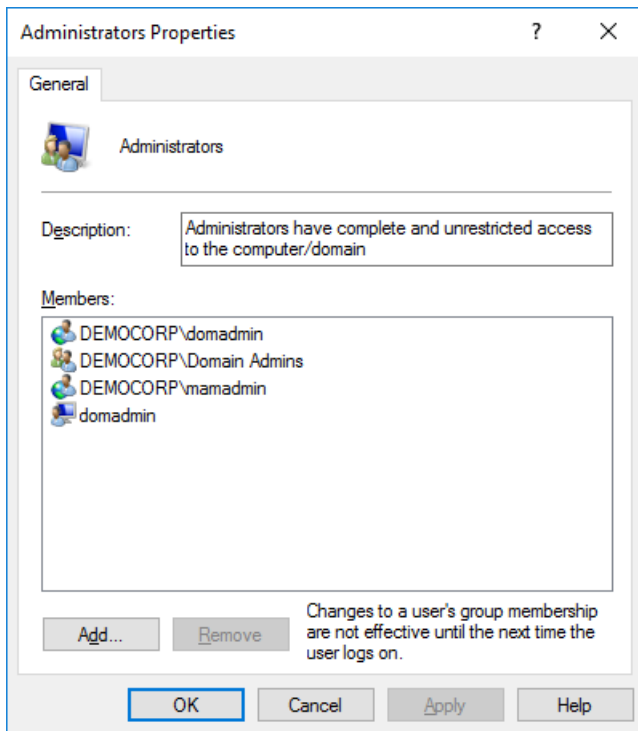 Administrators Properties
?
General
Administrators
Description:
Administrators have complete and unrestricted access
to the computer/domain
Members:
DEMOCORP\domadmin
DEMOCORP\Domain Admins
DEMOCORP\mamadmin
domadmin
Add...
Remove
Changes to a user's group membership
are not effective until the next time the
user logs on.
OK
Cancel
Apply
Help